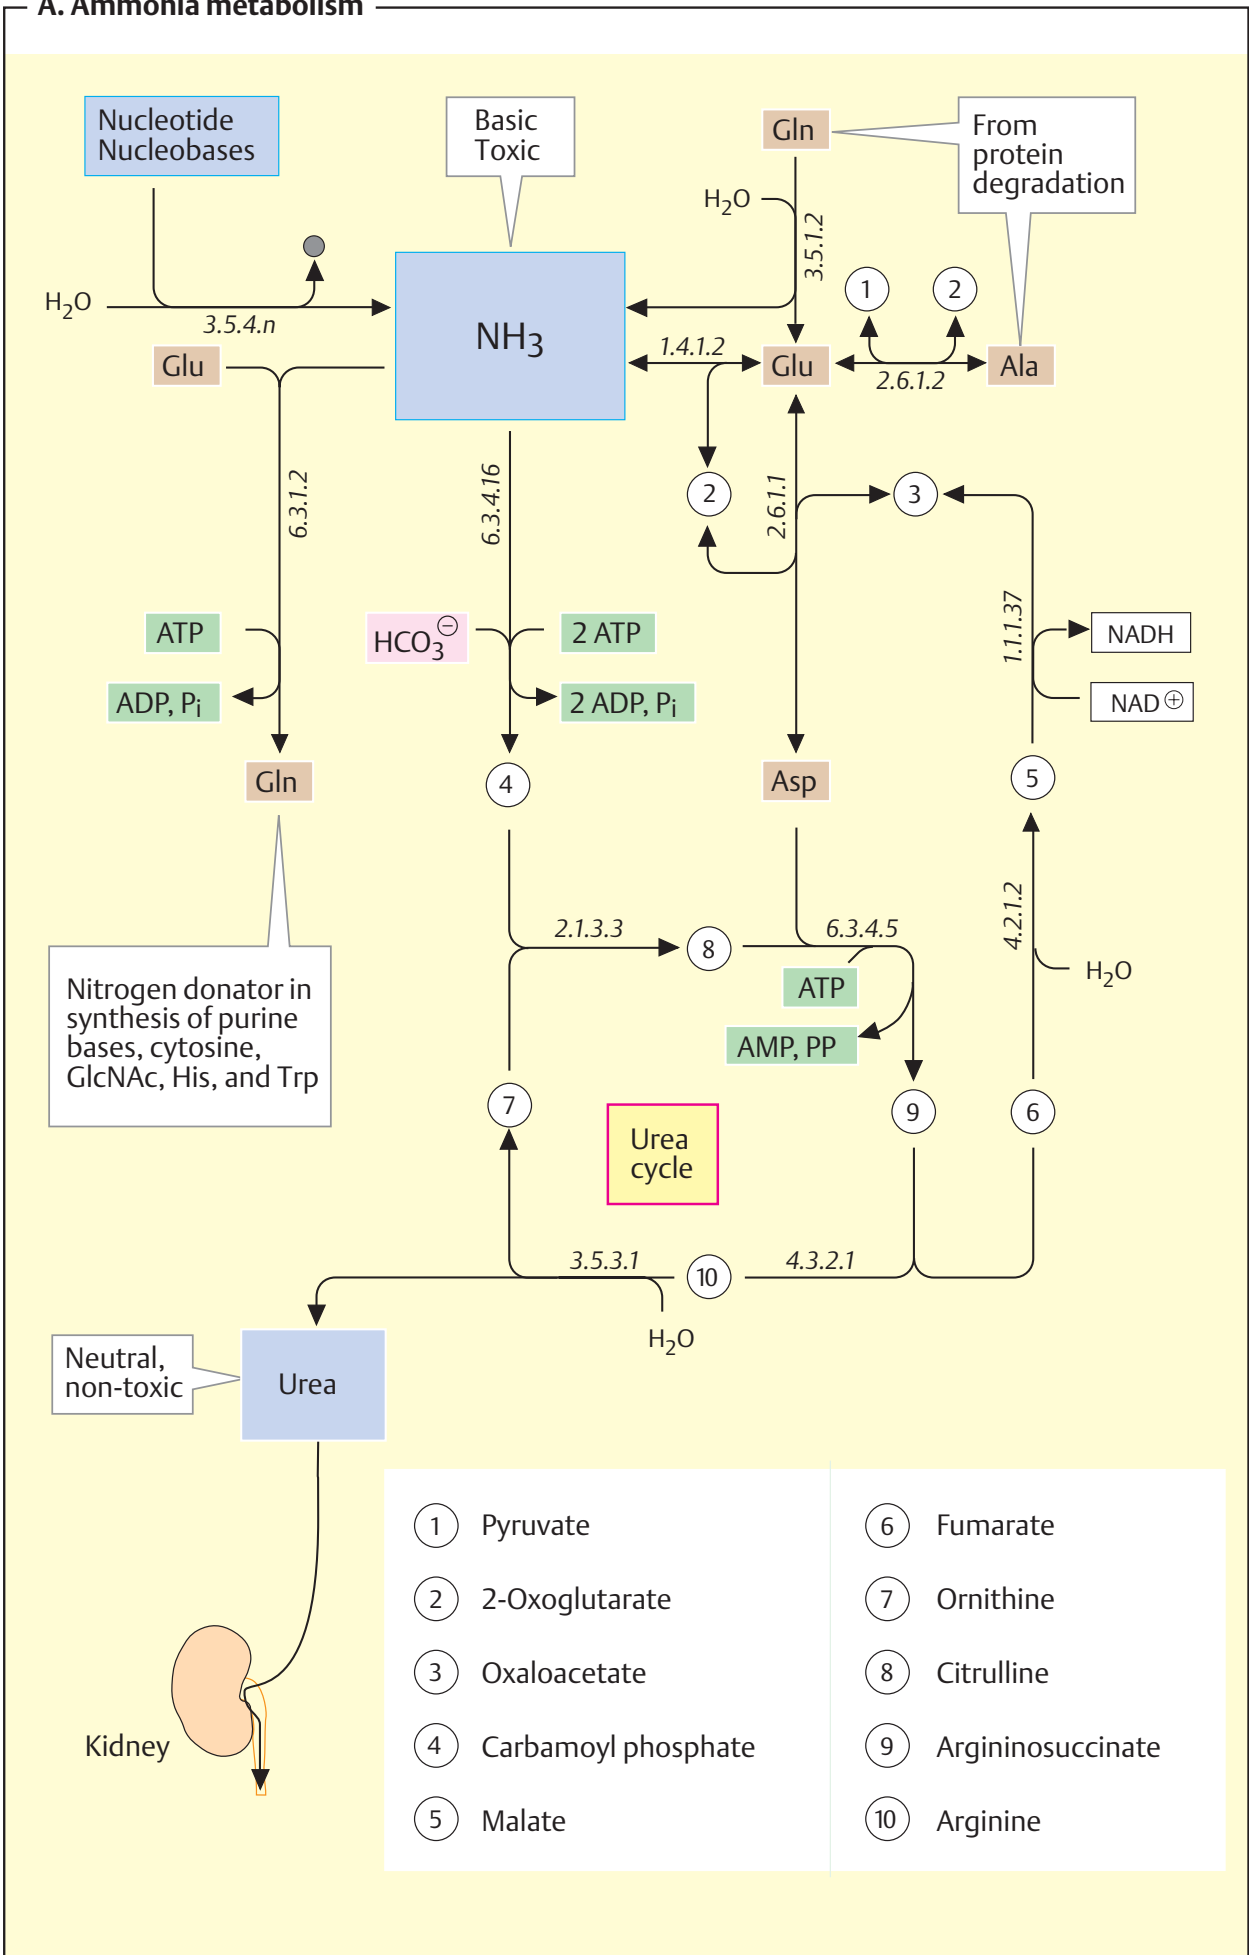 A. Ammonia metabolism
Nucleotide
Nucleobases
Basic
Toxic
Gln
From
protein
degradation
H2O
3.5.1.2
H2O
3.5.4.n
NH3
1
2
1.4.1.2
Glu
2.6.1.2
Ala
Glu
6.3.1.2
6.3.4.16
2
2.6.1.1
3
1.1.1.37
ATP
HCO3⊖
2 ATP
NADH
ADP, Pi
2 ADP, Pi
NAD⊕
Gln
4
Asp
5
2.1.3.3
8
6.3.4.5
4.2.1.2
H2O
ATP
AMP, PP
Nitrogen donator in
synthesis of purine
bases, cytosine,
GlcNAc, His, and Trp
7
Urea
cycle
9
6
3.5.3.1
10
4.3.2.1
H2O
Neutral,
non-toxic
Urea
Kidney
1 Pyruvate
2 2-Oxoglutarate
3 Oxaloacetate
4 Carbamoyl phosphate
5 Malate
6 Fumarate
7 Ornithine
8 Citrulline
9 Argininosuccinate
10 Arginine